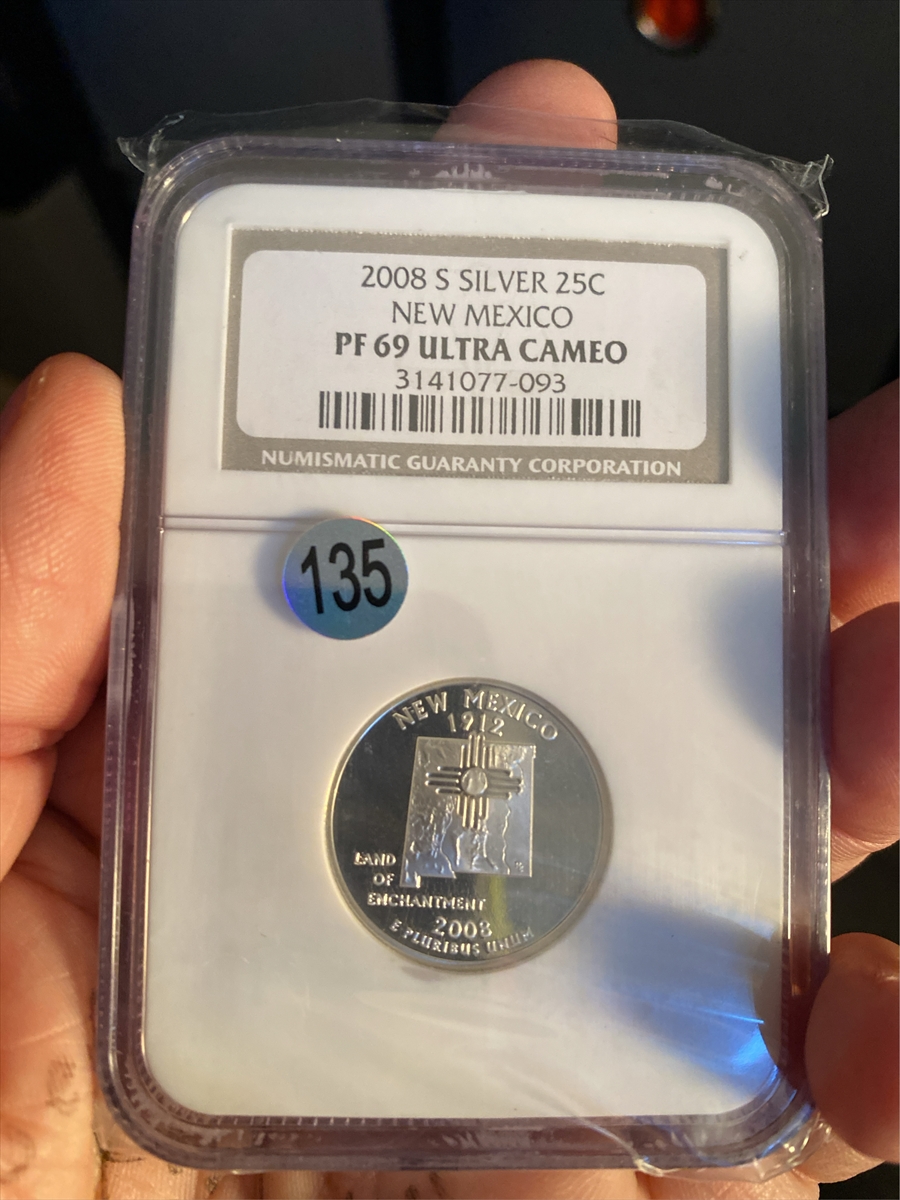 2008 S SILVER 25C
NEW MEXICO
PF 69 ULTRA CAMEO
3141077-093
NUMISMATIC GUARANTY CORPORATION
135
NEW MEXICO
1912
LAND
OF
ENCHANTMENT
2008
E PLURIBUS UNUM